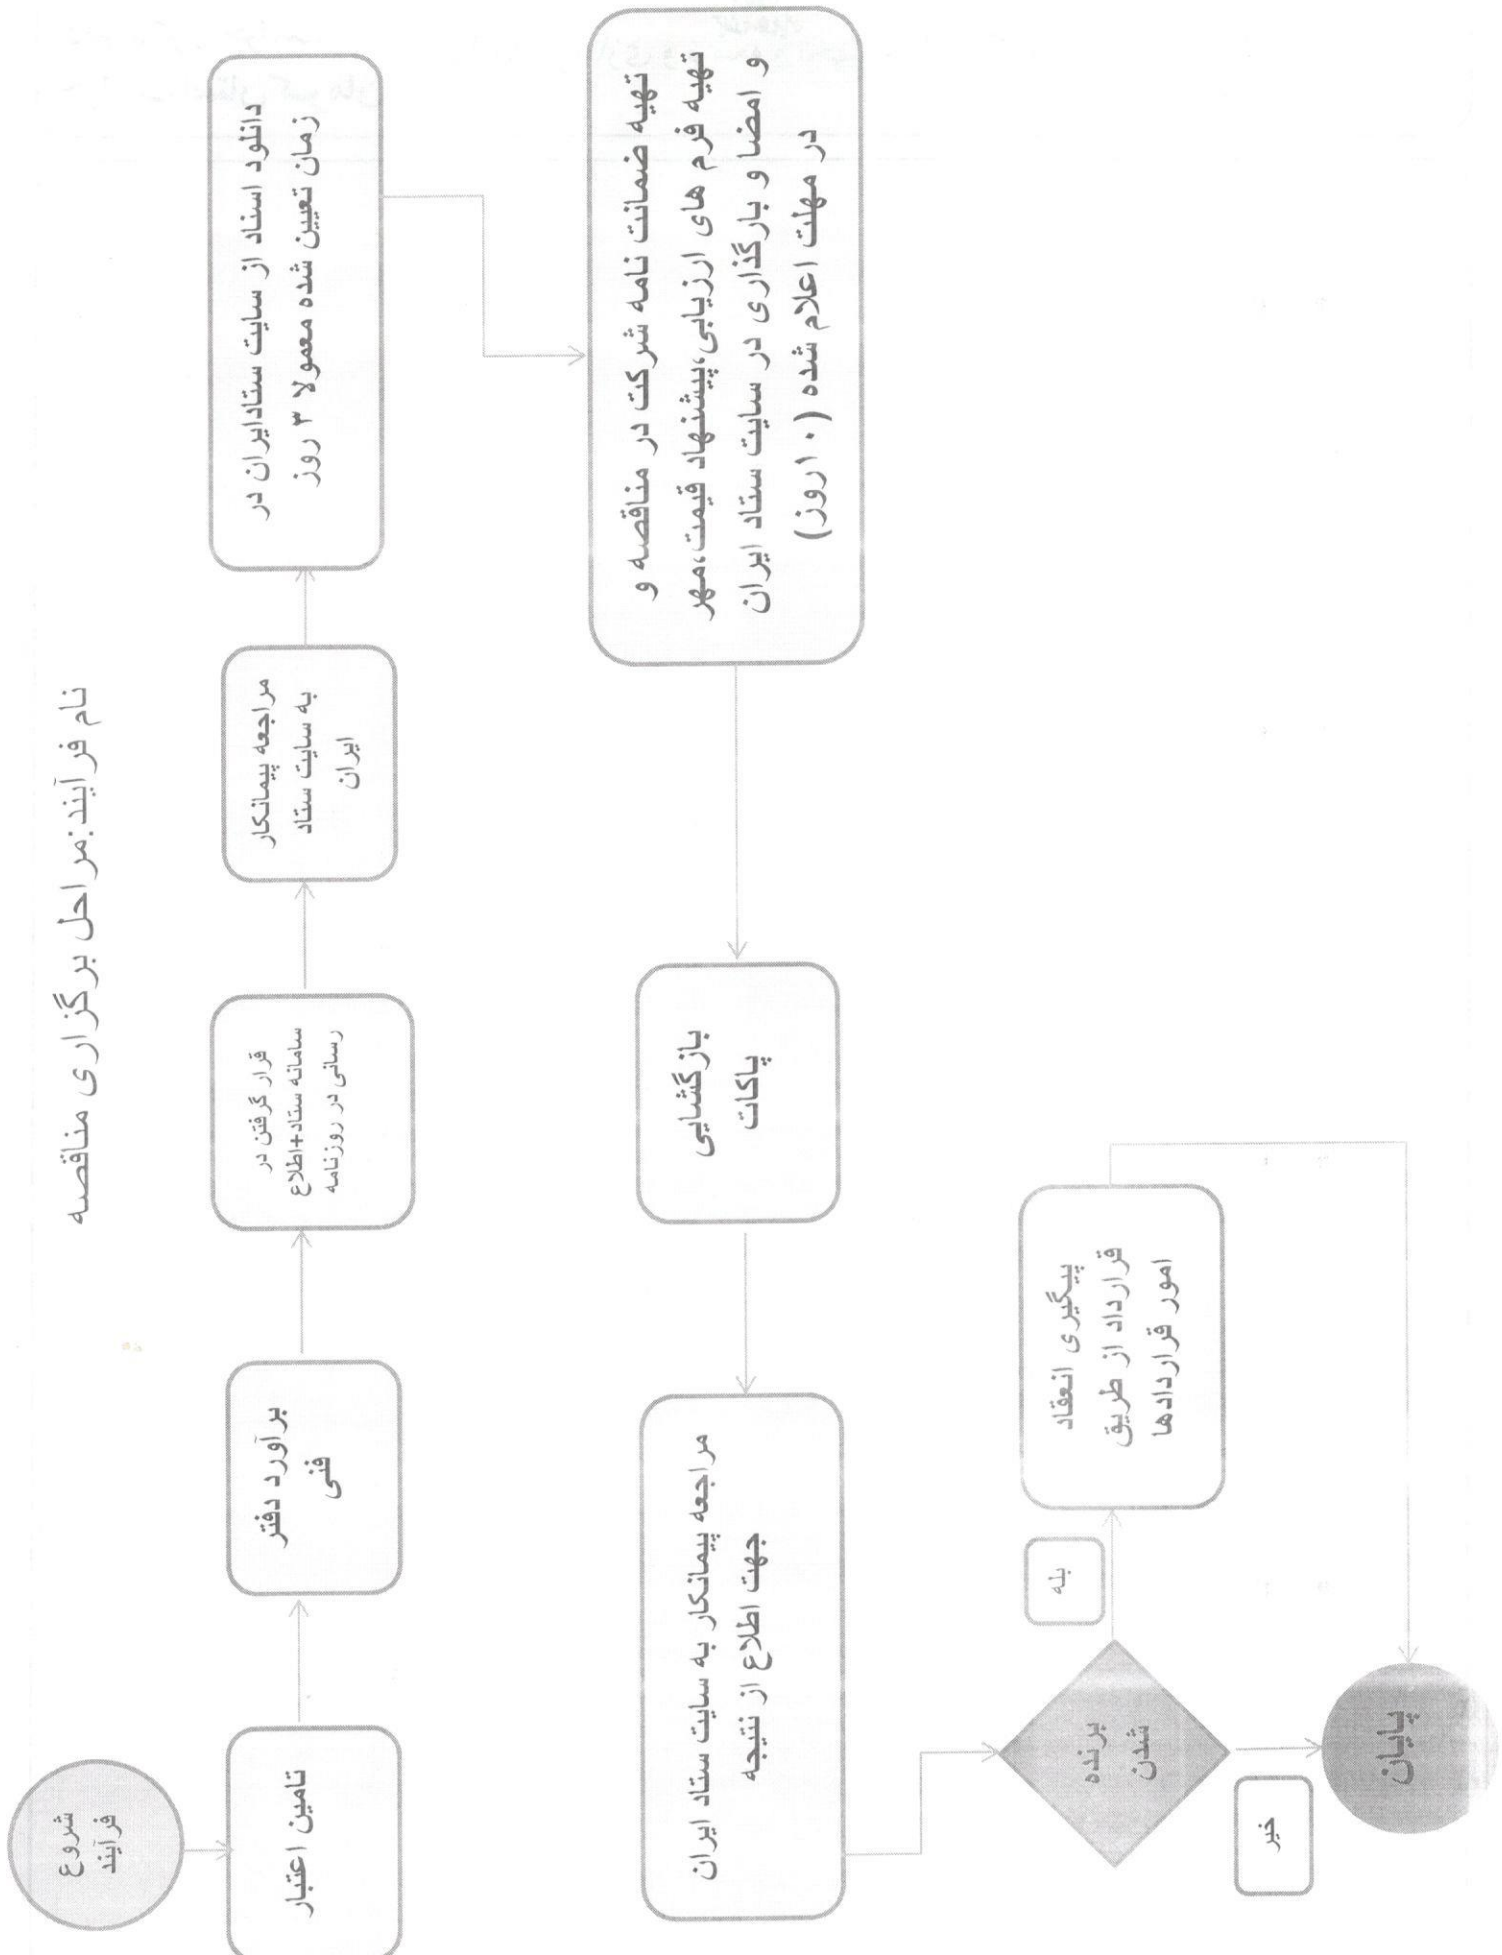 نام فرآیند:مراحل برگزاری مناقصه
شروع
فرآیند
تامین اعتبار
برآورد دفتر
فنی
قرار گرفتن در
سامانه ستاد+اطلاع
رسانی در روزنامه
مراجعه پیمانکار
به سایت ستاد
ایران
دانلود اسناد از سایت ستادایران در
زمان تعیین شده معمولا ۳ روز
تهیه ضمانت نامه شرکت در مناقصه و
تهیه فرم های ارزیابی،پیشنهاد قیمت،مهر
و امضا و بارگذاری در سایت ستاد ایران
در مهلت اعلام شده (۱۰روز)
بازگشایی
پاکات
مراجعه پیمانکار به سایت ستاد ایران
جهت اطلاع از نتیجه
برنده
شدن
بله
پیگیری انعقاد
قرارداد از طریق
امور قراردادها
خیر
پایان